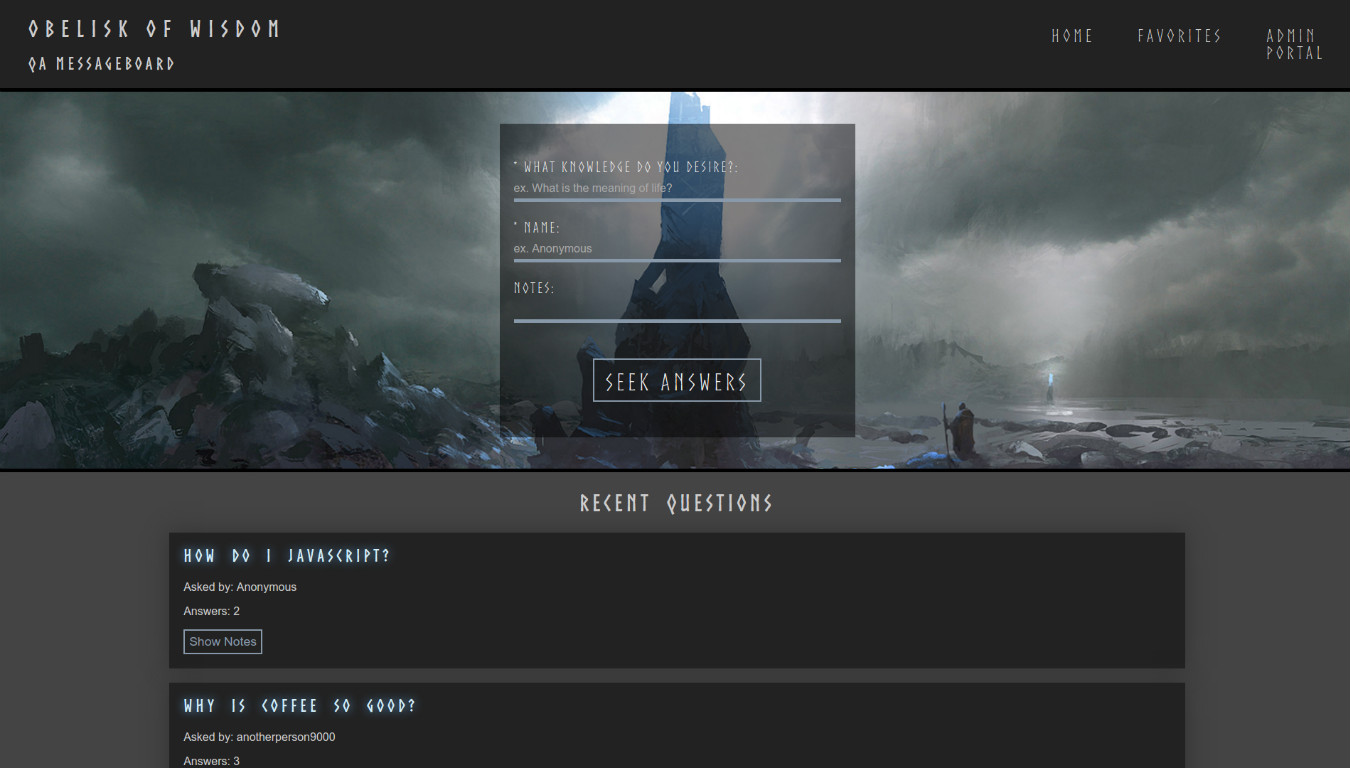 OBELISK OF WISDOM
QA MESSAGEBOARD
HOME
FAVORITES
ADMIN
PORTAL
* WHAT KNOWLEDGE DO YOU DESIRE?:
ex. What is the meaning of life?
* NAME:
ex. Anonymous
NOTES:
SEEK ANSWERS
RECENT QUESTIONS
HOW DO I JAVASCRIPT?
Asked by: Anonymous
Answers: 2
Show Notes
WHY IS COFFEE SO GOOD?
Asked by: anotherperson9000
Answers: 3